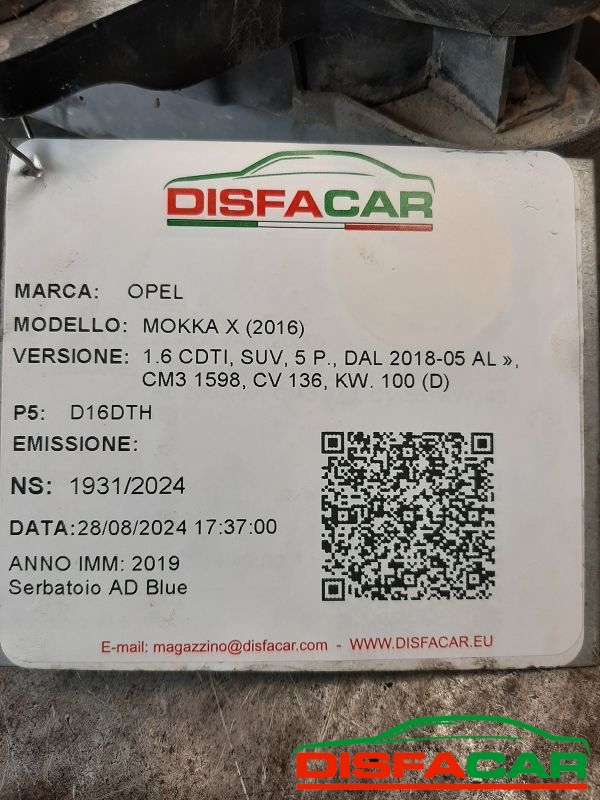 DISFACAR
MARCA: OPEL
MODELLO: MOKKA X (2016)
VERSIONE: 1.6 CDTI, SUV, 5 P., DAL 2018-05 AL »,
CM3 1598, CV 136, KW. 100 (D)
P5: D16DTH
EMISSIONE:
NS: 1931/2024
DATA:28/08/2024 17:37:00
ANNO IMM: 2019
Serbatoio AD Blue
E-mail: magazzino@disfacar.com - WWW.DISFACAR.EU
DISFACAR